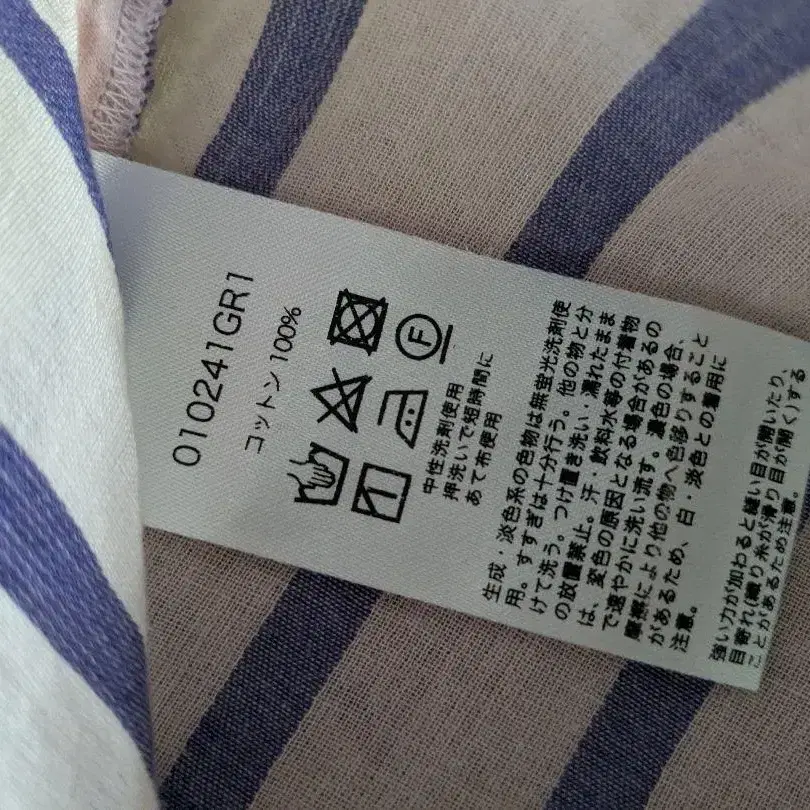 010241GR1
コットン 100%
F
中性洗剤使用
押洗いで短時間に
あて布使用
生成・淡色系の色物は無蛍光洗剤使
用。すすぎは十分行う。他の物と分
けて洗う。つけ置き洗い・濡れたまま
の放置禁止。汗・飲料水等の付着物
は、変色の原因となる場合があるの
で速やかに洗い流す。濃色の場合、
摩擦により他の物へ色移りすること
があるため、白・淡色との着用に
注意。
強い力が加わると縫い目が開いたり、
目寄れ(織り糸が滑り目が開く)する
ことがあるため注意。